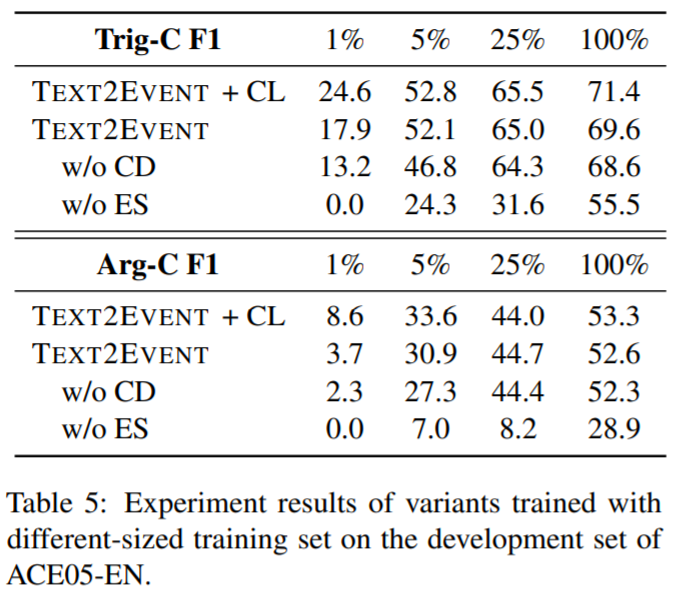 Trig-C F1 1% 5% 25% 100%
TEXT2EVENT + CL 24.6 52.8 65.5 71.4
TEXT2EVENT 17.9 52.1 65.0 69.6
w/o CD 13.2 46.8 64.3 68.6
w/o ES 0.0 24.3 31.6 55.5
Arg-C F1 1% 5% 25% 100%
TEXT2EVENT + CL 8.6 33.6 44.0 53.3
TEXT2EVENT 3.7 30.9 44.7 52.6
w/o CD 2.3 27.3 44.4 52.3
w/o ES 0.0 7.0 8.2 28.9
Table 5: Experiment results of variants trained with
different-sized training set on the development set of
ACE05-EN.